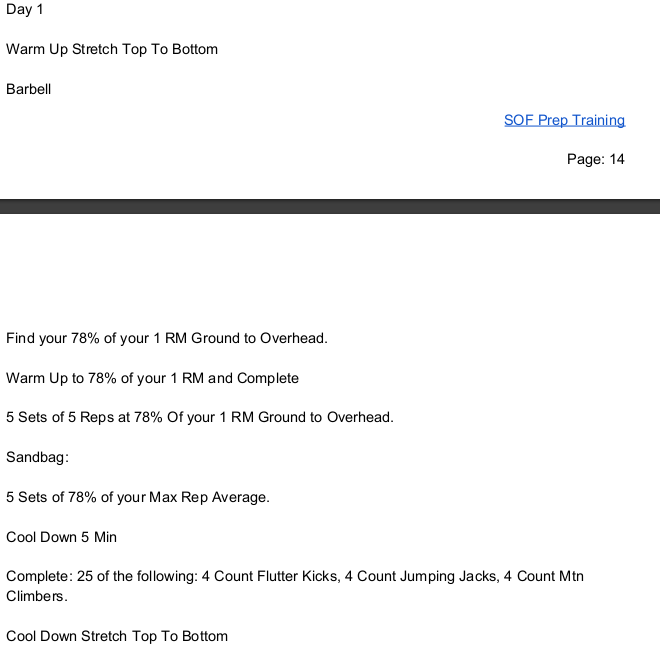 Day 1
Warm Up Stretch Top To Bottom
Barbell
SOF Prep Training
Page: 14
Find your 78% of your 1 RM Ground to Overhead.
Warm Up to 78% of your 1 RM and Complete
5 Sets of 5 Reps at 78% Of your 1 RM Ground to Overhead.
Sandbag:
5 Sets of 78% of your Max Rep Average.
Cool Down 5 Min
Complete: 25 of the following: 4 Count Flutter Kicks, 4 Count Jumping Jacks, 4 Count Mtn
Climbers.
Cool Down Stretch Top To Bottom